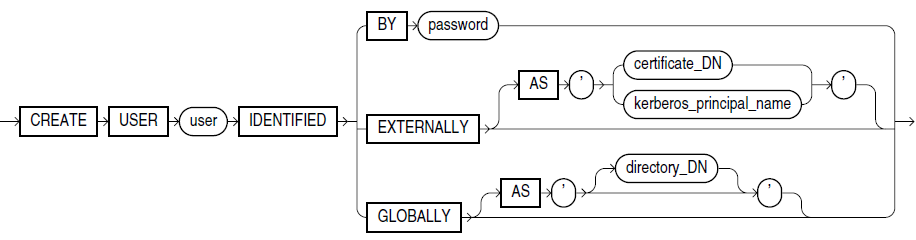 BY password
AS ' certificate_DN '
kerberos_principal_name
CREATE USER user IDENTIFIED EXTERNALLY
AS ' directory_DN '
GLOBALLY